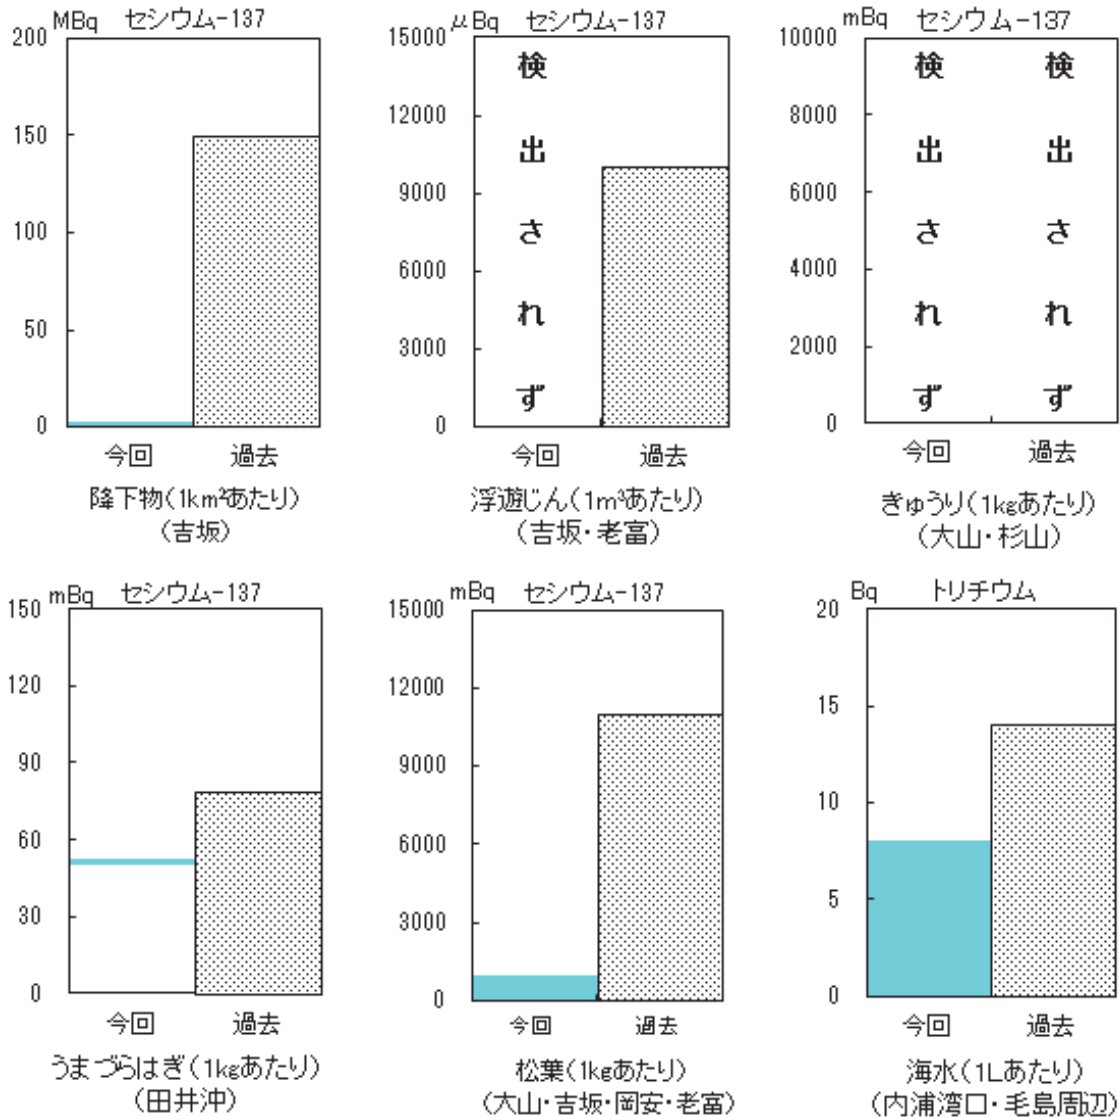 MBq セシウム-137
200
150
100
50
0
今回 過去
降下物(1km²あたり)
(吉坂)
μBq セシウム-137
15000
12000
9000
6000
3000
0
検出されず
今回 過去
浮遊じん(1m³あたり)
(吉坂・老富)
mBq セシウム-137
10000
8000
6000
4000
2000
0
検出されず
検出されず
今回 過去
きゅうり(1kgあたり)
(大山・杉山)
mBq セシウム-137
150
120
90
60
30
0
今回 過去
うまづらはぎ(1kgあたり)
(田井沖)
mBq セシウム-137
15000
12000
9000
6000
3000
0
今回 過去
松葉(1kgあたり)
(大山・吉坂・岡安・老富)
Bq トリチウム
20
15
10
5
0
今回 過去
海水(1Lあたり)
(内浦湾口・毛島周辺)